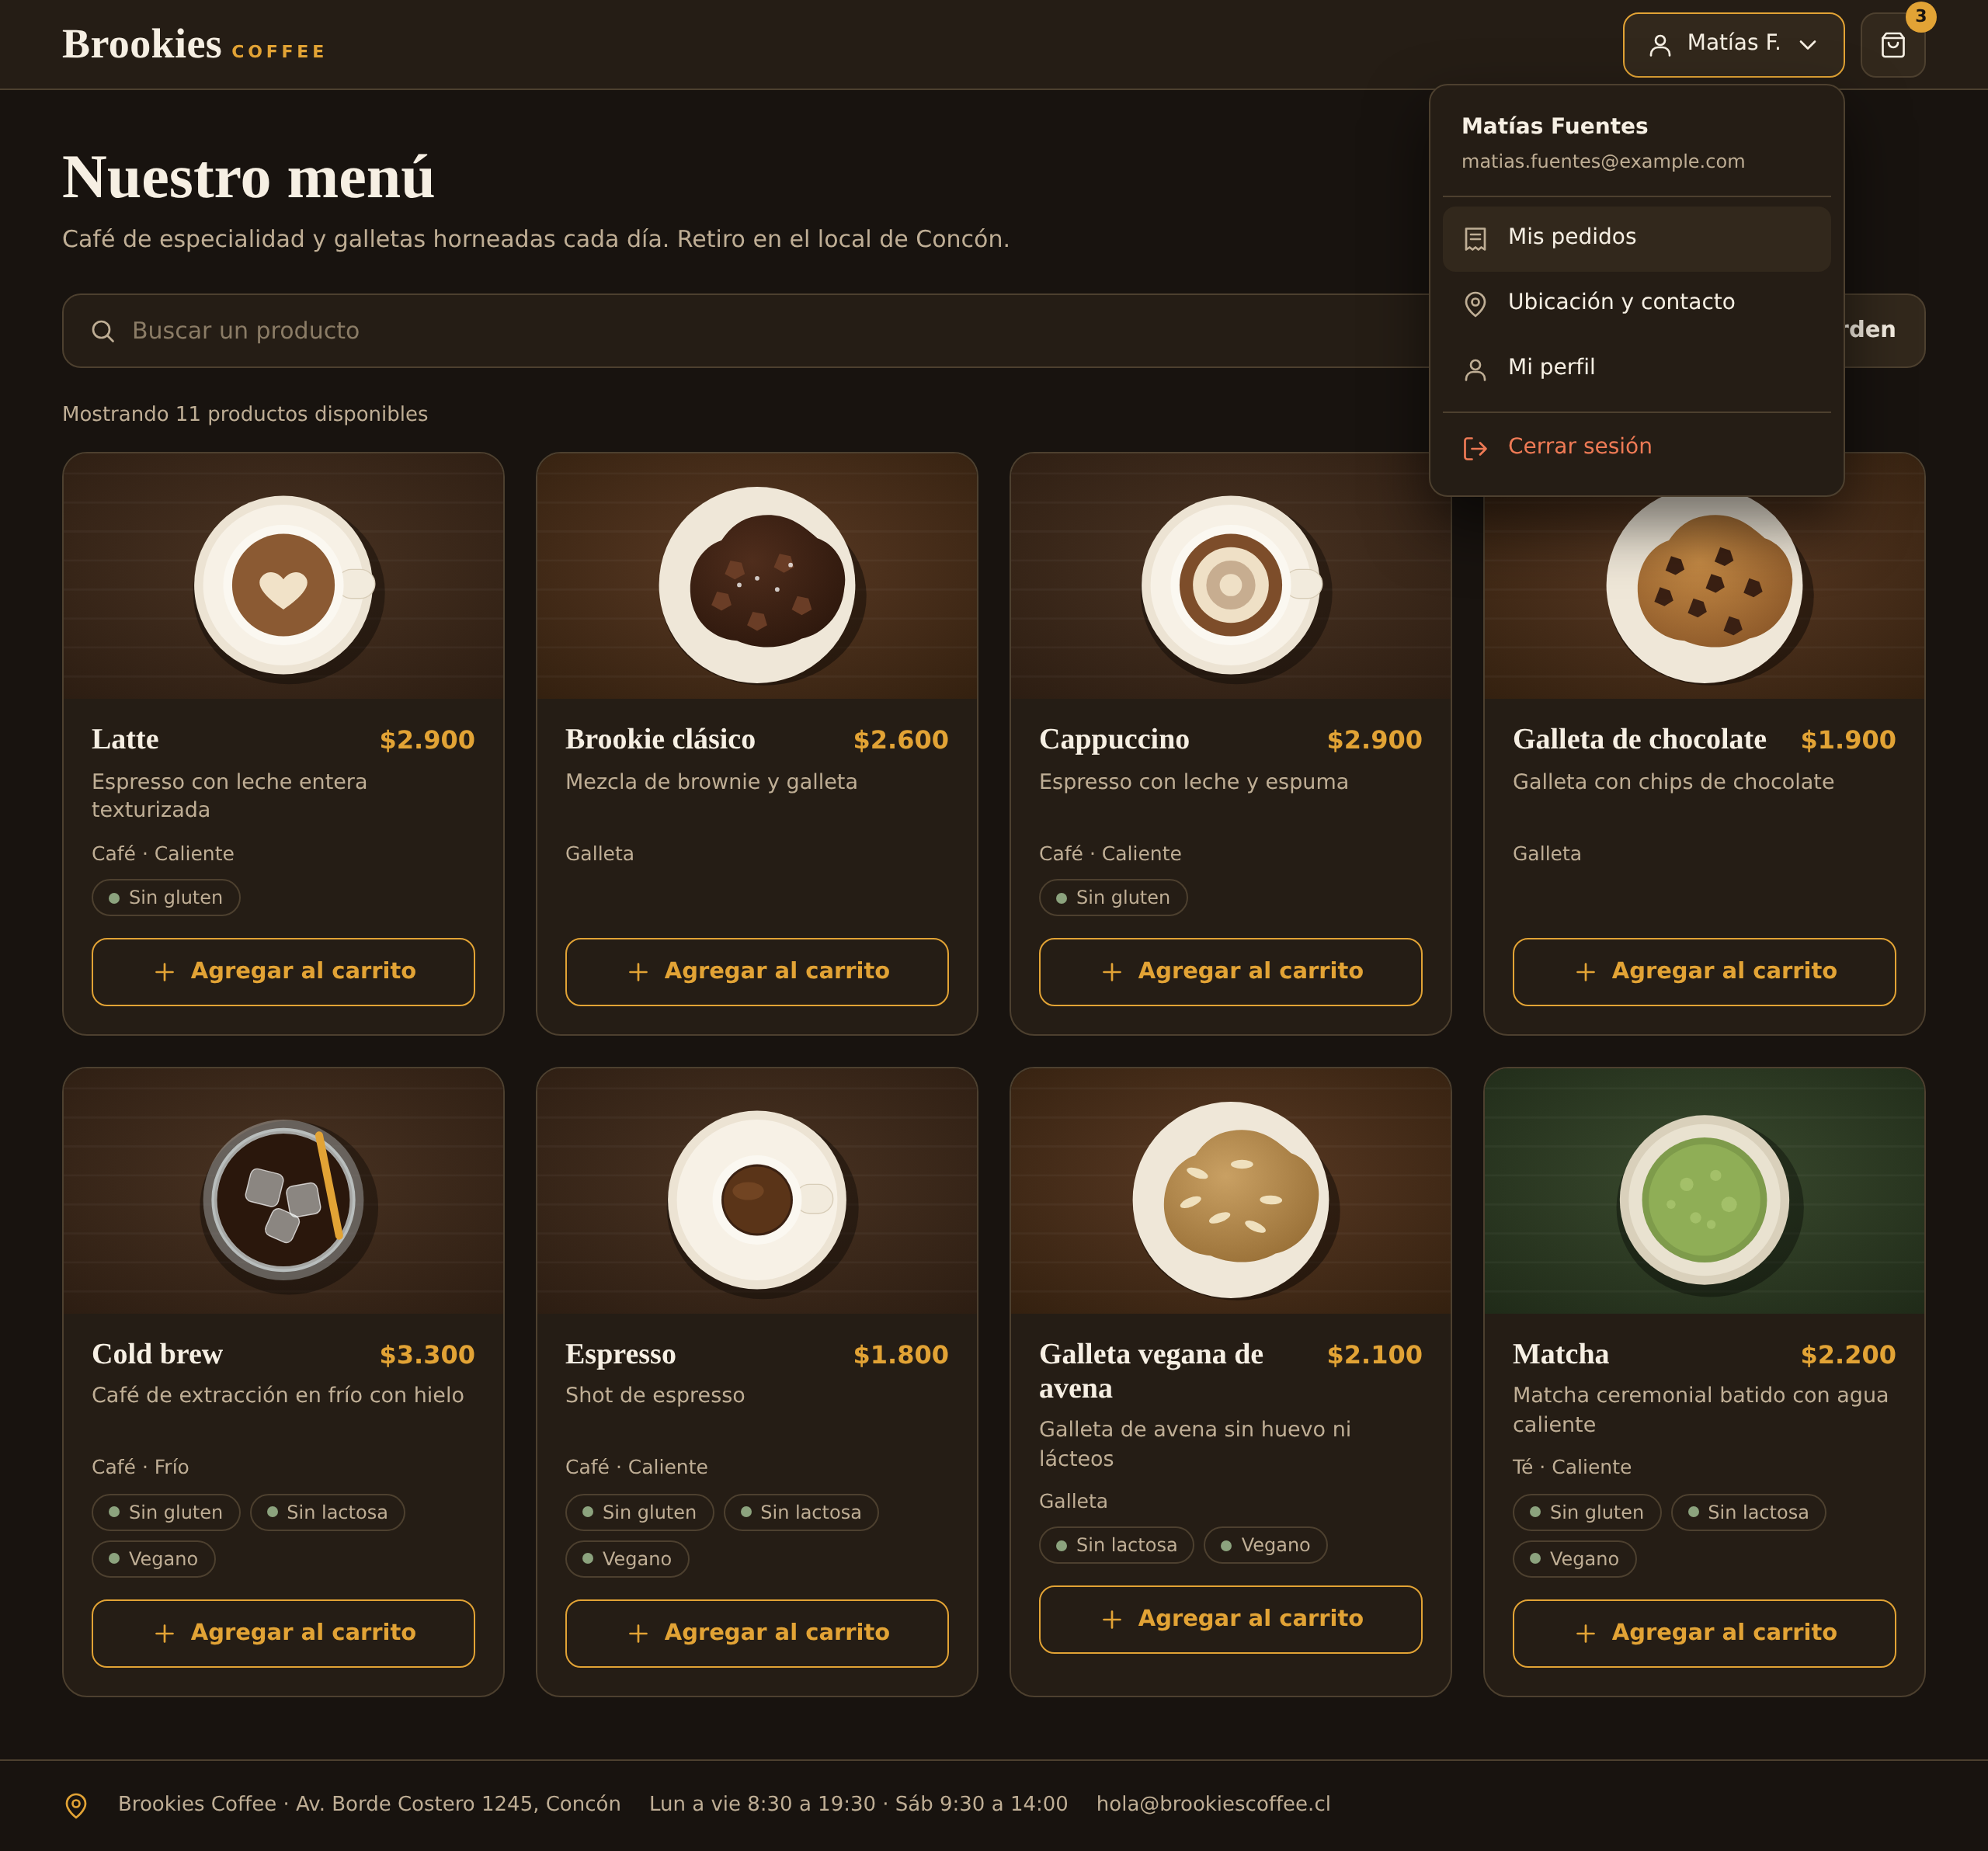 Brookies COFFEE
Matías F.
3
Matías Fuentes
matias.fuentes@example.com
Mis pedidos
Ubicación y contacto
Mi perfil
Cerrar sesión
Nuestro menú
Café de especialidad y galletas horneadas cada día. Retiro en el local de Concón.
Buscar un producto
rden
Mostrando 11 productos disponibles
Latte $2.900
Espresso con leche entera
texturizada
Café · Caliente
Sin gluten
+ Agregar al carrito
Brookie clásico $2.600
Mezcla de brownie y galleta
Galleta
+ Agregar al carrito
Cappuccino $2.900
Espresso con leche y espuma
Café · Caliente
Sin gluten
+ Agregar al carrito
Galleta de chocolate $1.900
Galleta con chips de chocolate
Galleta
+ Agregar al carrito
Cold brew $3.300
Café de extracción en frío con hielo
Café · Frío
Sin gluten Sin lactosa
Vegano
+ Agregar al carrito
Espresso $1.800
Shot de espresso
Café · Caliente
Sin gluten Sin lactosa
Vegano
+ Agregar al carrito
Galleta vegana de $2.100
avena
Galleta de avena sin huevo ni
lácteos
Galleta
Sin lactosa Vegano
+ Agregar al carrito
Matcha $2.200
Matcha ceremonial batido con agua
caliente
Té · Caliente
Sin gluten Sin lactosa
Vegano
+ Agregar al carrito
Brookies Coffee · Av. Borde Costero 1245, Concón Lun a vie 8:30 a 19:30 · Sáb 9:30 a 14:00 hola@brookiescoffee.cl